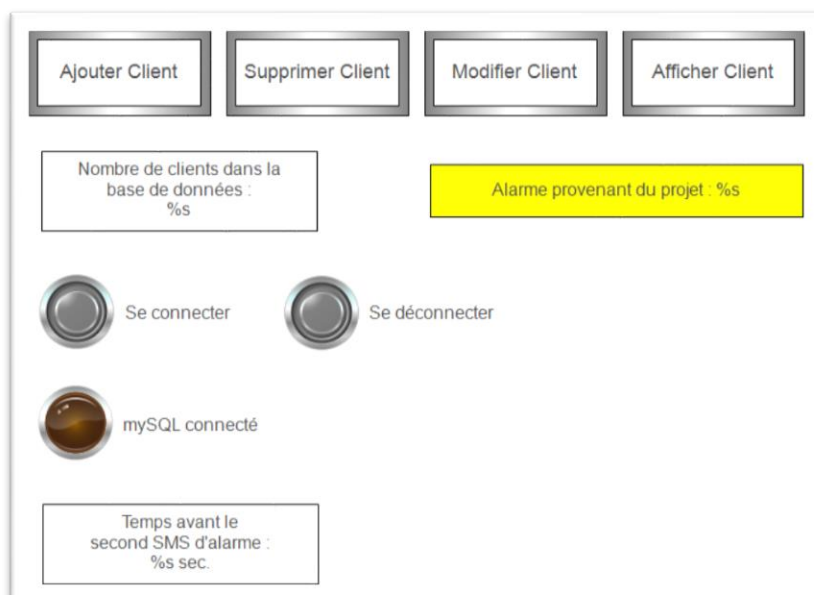 Ajouter Client
Supprimer Client
Modifier Client
Afficher Client
Nombre de clients dans la
base de données :
%s
Alarme provenant du projet : %s
Se connecter
Se déconnecter
mySQL connecté
Temps avant le
second SMS d'alarme :
%s sec.